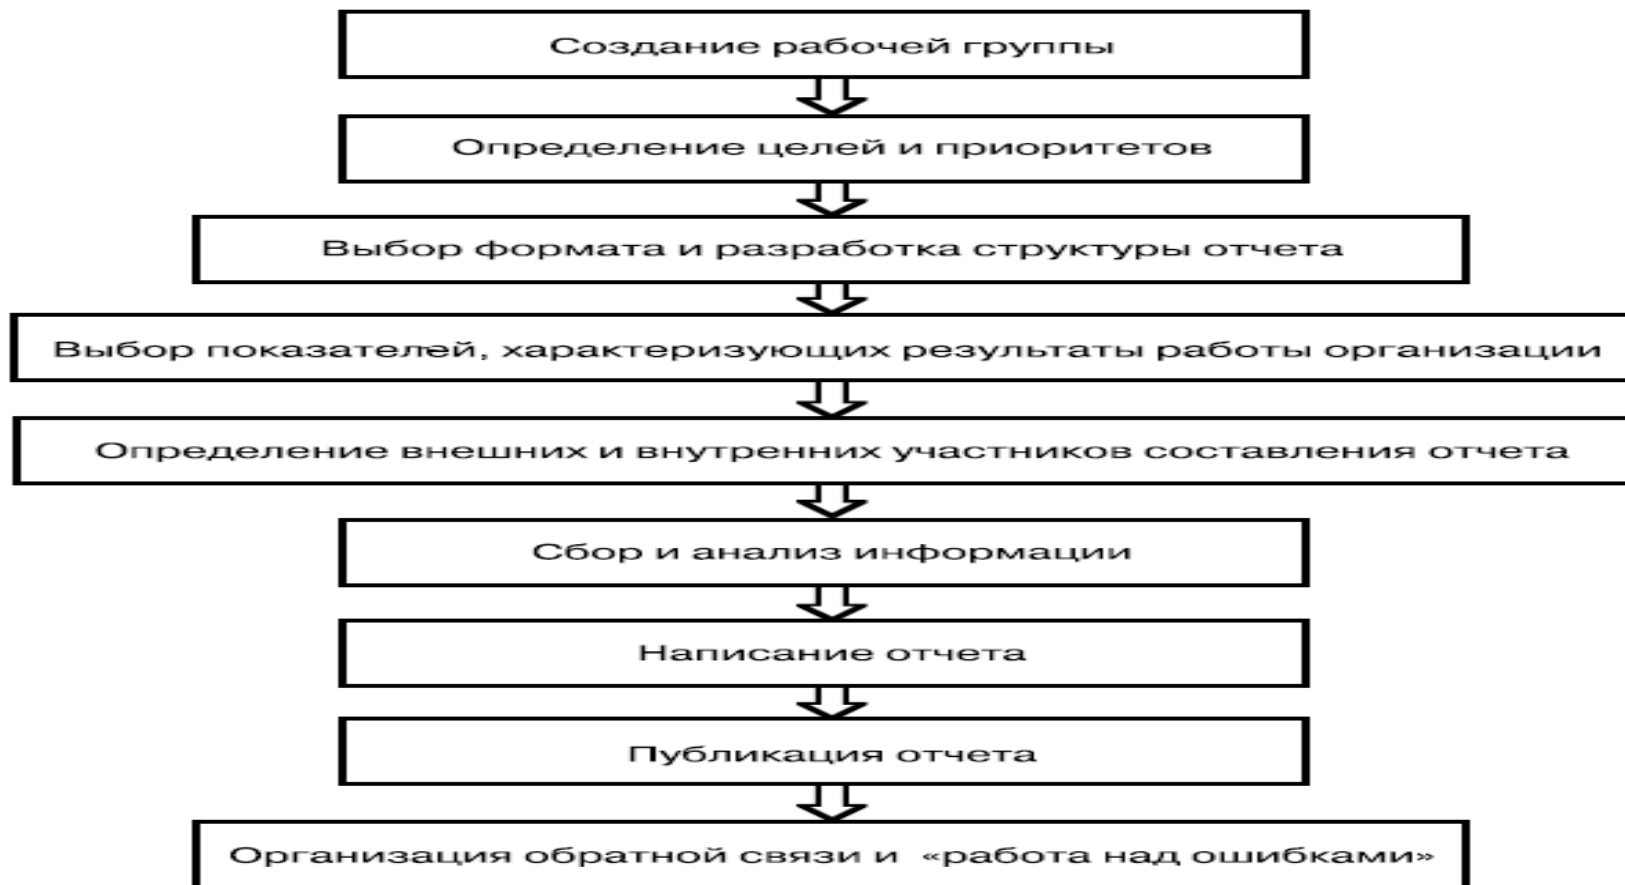 Создание рабочей группы
Определение целей и приоритетов
Выбор формата и разработка структуры отчета
Выбор показателей, характеризующих результаты работы организации
Определение внешних и внутренних участников составления отчета
Сбор и анализ информации
Написание отчета
Публикация отчета
Организация обратной связи и «работа над ошибками»